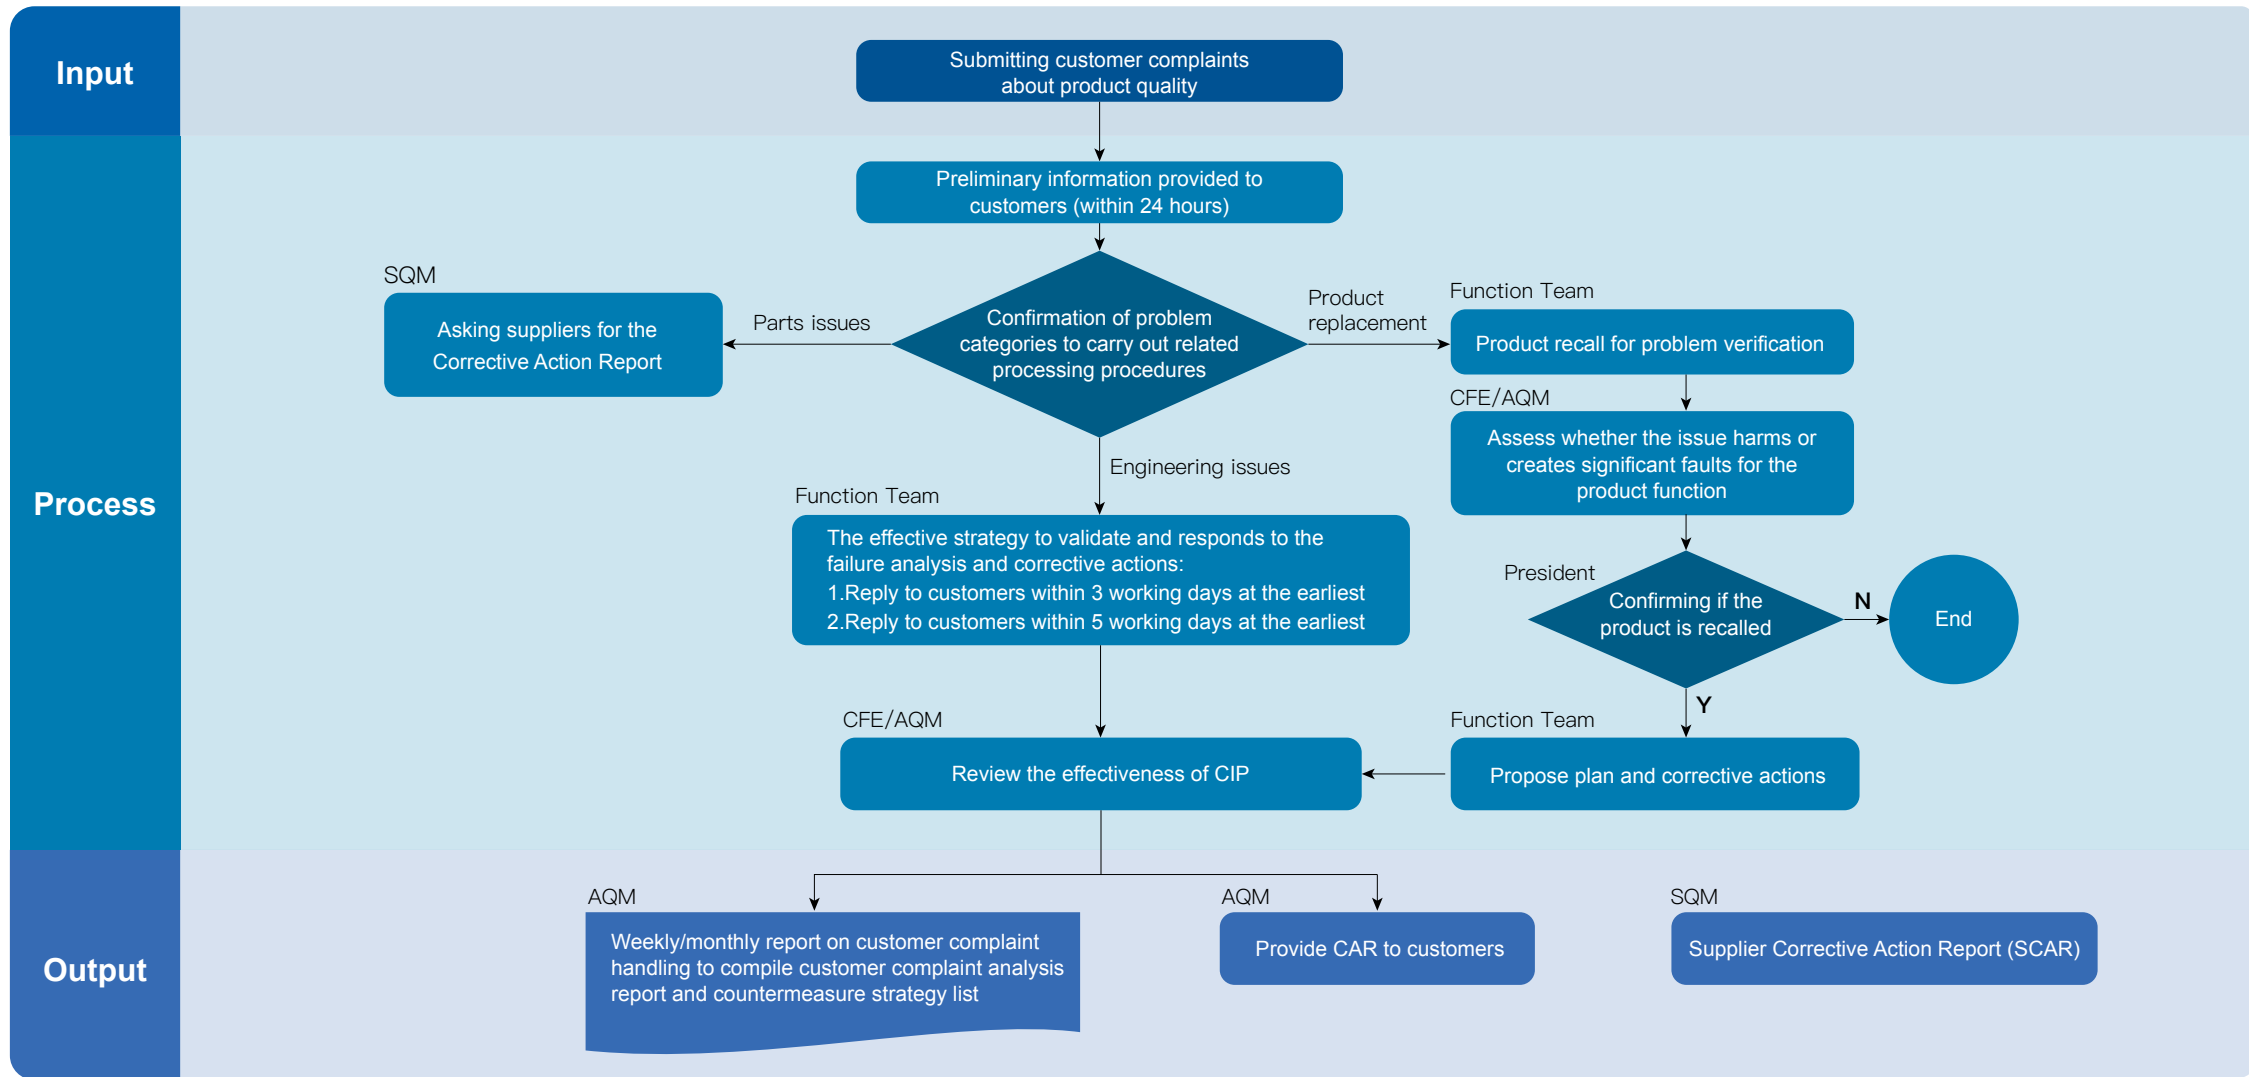 Input
Submitting customer complaints
about product quality
Process
Preliminary information provided to
customers (within 24 hours)
Confirmation of problem
categories to carry out related
processing procedures
Parts issues
SQM
Asking suppliers for the
Corrective Action Report
Product
replacement
Function Team
Product recall for problem verification
CFE/AQM
Assess whether the issue harms or
creates significant faults for the
product function
President
Confirming if the
product is recalled
N
End
Y
Function Team
Propose plan and corrective actions
Engineering issues
Function Team
The effective strategy to validate and responds to the
failure analysis and corrective actions:
1.Reply to customers within 3 working days at the earliest
2.Reply to customers within 5 working days at the earliest
CFE/AQM
Review the effectiveness of CIP
Output
AQM
Weekly/monthly report on customer complaint
handling to compile customer complaint analysis
report and countermeasure strategy list
AQM
Provide CAR to customers
SQM
Supplier Corrective Action Report (SCAR)